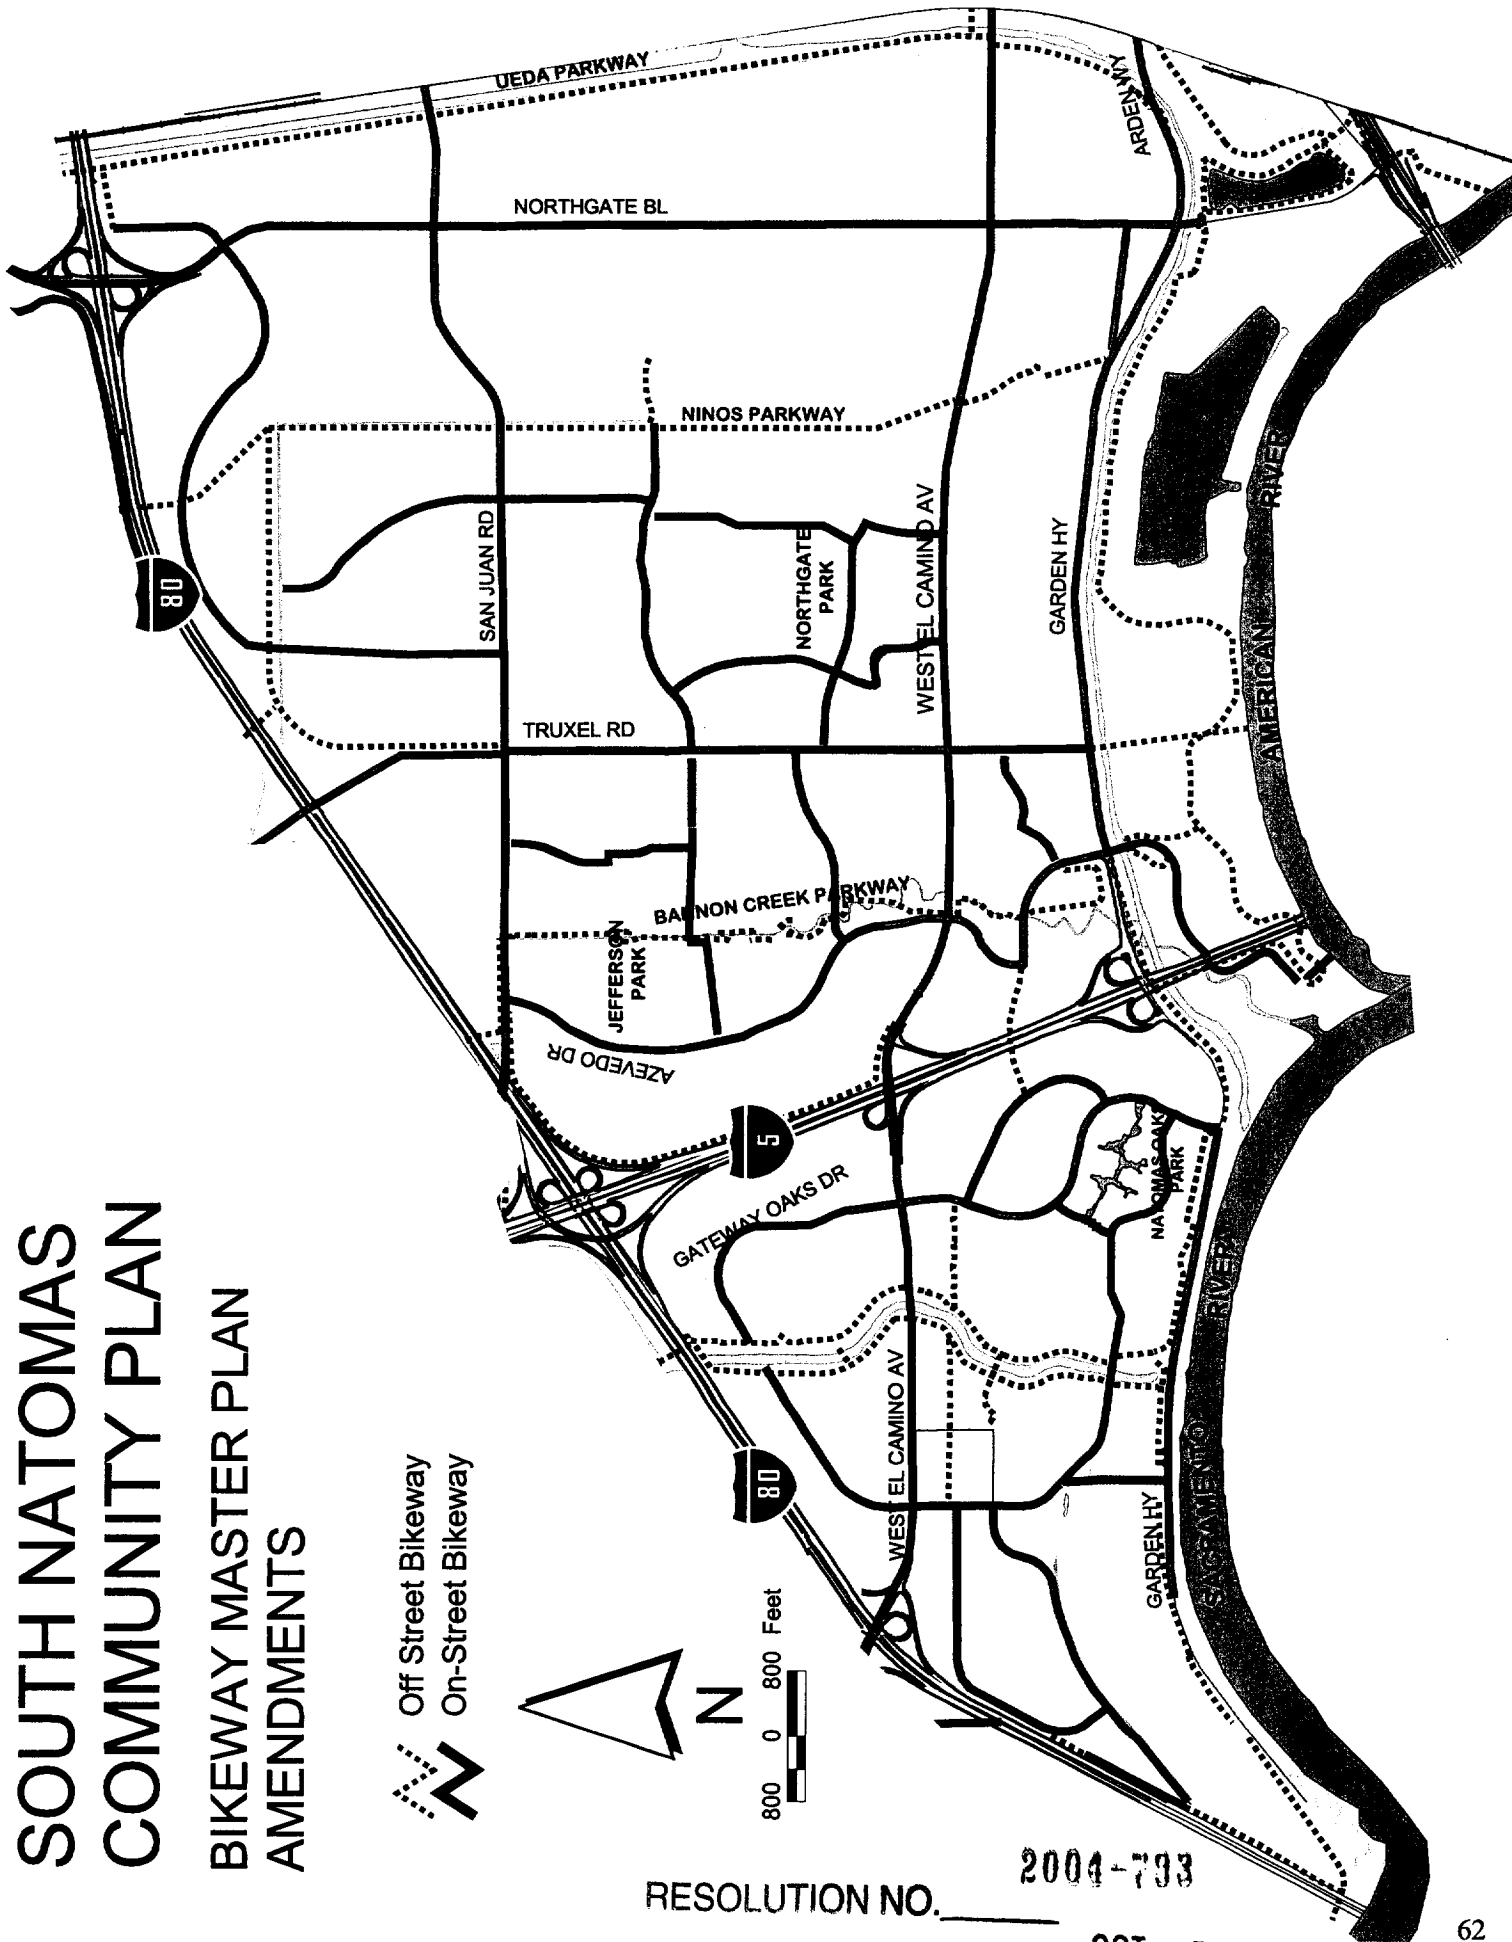 SOUTH NATOMAS
COMMUNITY PLAN
BIKEWAY MASTER PLAN
AMENDMENTS
Off Street Bikeway
On-Street Bikeway
N
800 0 800 Feet
UEDA PARKWAY
NORTHGATE BL
ARDEN WY
NINOS PARKWAY
80
SAN JUAN RD
NORTHGATE
PARK
WEST EL CAMINO AV
GARDEN HY
AMERICAN RIVER
TRUXEL RD
BANNON CREEK PARKWAY
JEFFERSON
PARK
AZEVEDO DR
5
GATEWAY OAKS DR
NATOMAS OAKS
PARK
WEST EL CAMINO AV
80
GARDEN HY
SACRAMENTO RIVER
RESOLUTION NO.
2004-793
62